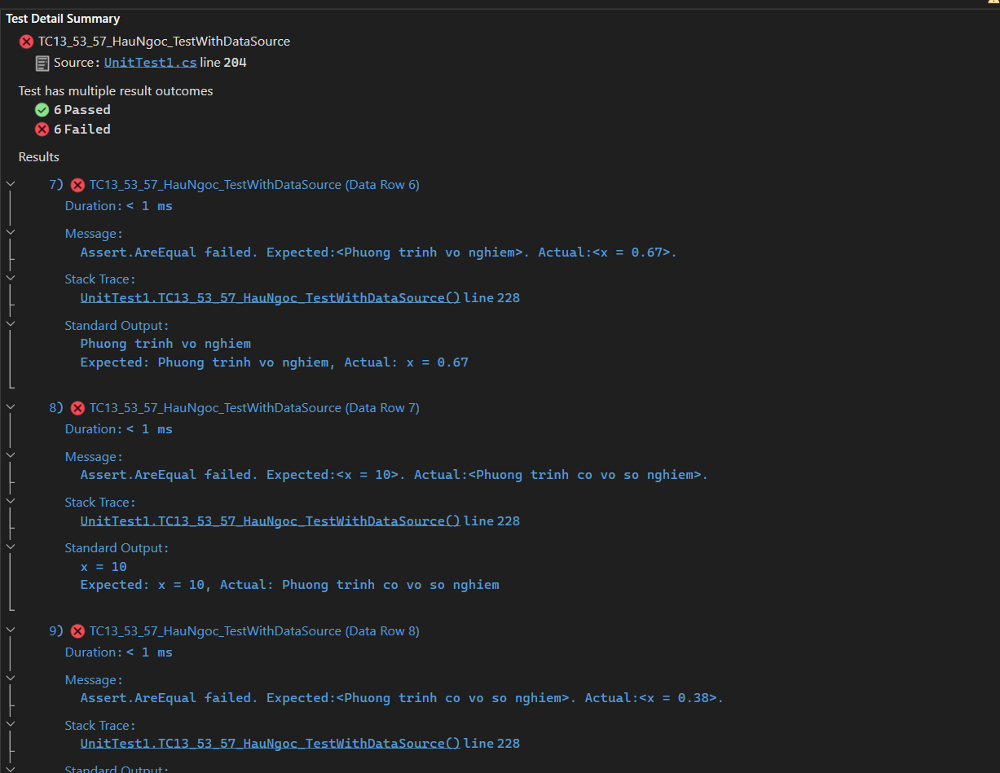 Test Detail Summary
TC13_53_57_HauNgoc_TestWithDataSource
Source: UnitTest1.cs line 204
Test has multiple result outcomes
6 Passed
6 Failed
Results
7) TC13_53_57_HauNgoc_TestWithDataSource (Data Row 6)
Duration: < 1 ms
Message:
Assert.AreEqual failed. Expected:<Phuong trinh vo nghiem>. Actual:<x = 0.67>.
Stack Trace:
UnitTest1.TC13_53_57_HauNgoc_TestWithDataSource() line 228
Standard Output:
Phuong trinh vo nghiem
Expected: Phuong trinh vo nghiem, Actual: x = 0.67
8) TC13_53_57_HauNgoc_TestWithDataSource (Data Row 7)
Duration: < 1 ms
Message:
Assert.AreEqual failed. Expected:<x = 10>. Actual:<Phuong trinh co vo so nghiem>.
Stack Trace:
UnitTest1.TC13_53_57_HauNgoc_TestWithDataSource() line 228
Standard Output:
x = 10
Expected: x = 10, Actual: Phuong trinh co vo so nghiem
9) TC13_53_57_HauNgoc_TestWithDataSource (Data Row 8)
Duration: < 1 ms
Message:
Assert.AreEqual failed. Expected:<Phuong trinh co vo so nghiem>. Actual:<x = 0.38>.
Stack Trace:
UnitTest1.TC13_53_57_HauNgoc_TestWithDataSource() line 228
Standard Output: